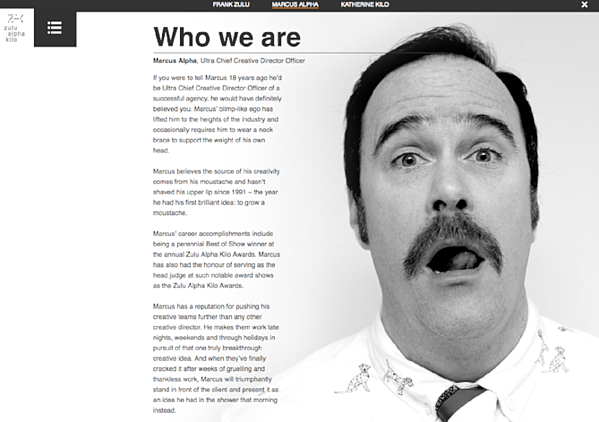 FRANK ZULU MARCUS ALPHA KATHERINE KILO
zulu
alpha
kilo
Who we are
Marcus Alpha, Ultra Chief Creative Director Officer
If you were to tell Marcus 18 years ago he'd
be Ultra Chief Creative Director Officer of a
successful agency, he would have definitely
believed you. Marcus' blimp-like ego has
lifted him to the heights of the industry and
occasionally requires him to wear a neck
brace to support the weight of his own
head.
Marcus believes the source of his creativity
comes from his moustache and hasn't
shaved his upper lip since 1991 – the year
he had his first brilliant idea: to grow a
moustache.
Marcus' career accomplishments include
being a perennial Best of Show winner at
the annual Zulu Alpha Kilo Awards. Marcus
has also had the honour of serving as the
head judge at such notable award shows
as the Zulu Alpha Kilo Awards.
Marcus has a reputation for pushing his
creative teams further than any other
creative director. He makes them work late
nights, weekends and through holidays in
pursuit of that one truly breakthrough
creative idea. And when they've finally
cracked it after weeks of gruelling and
thankless work, Marcus will triumphantly
stand in front of the client and present it as
an idea he had in the shower that morning
instead.